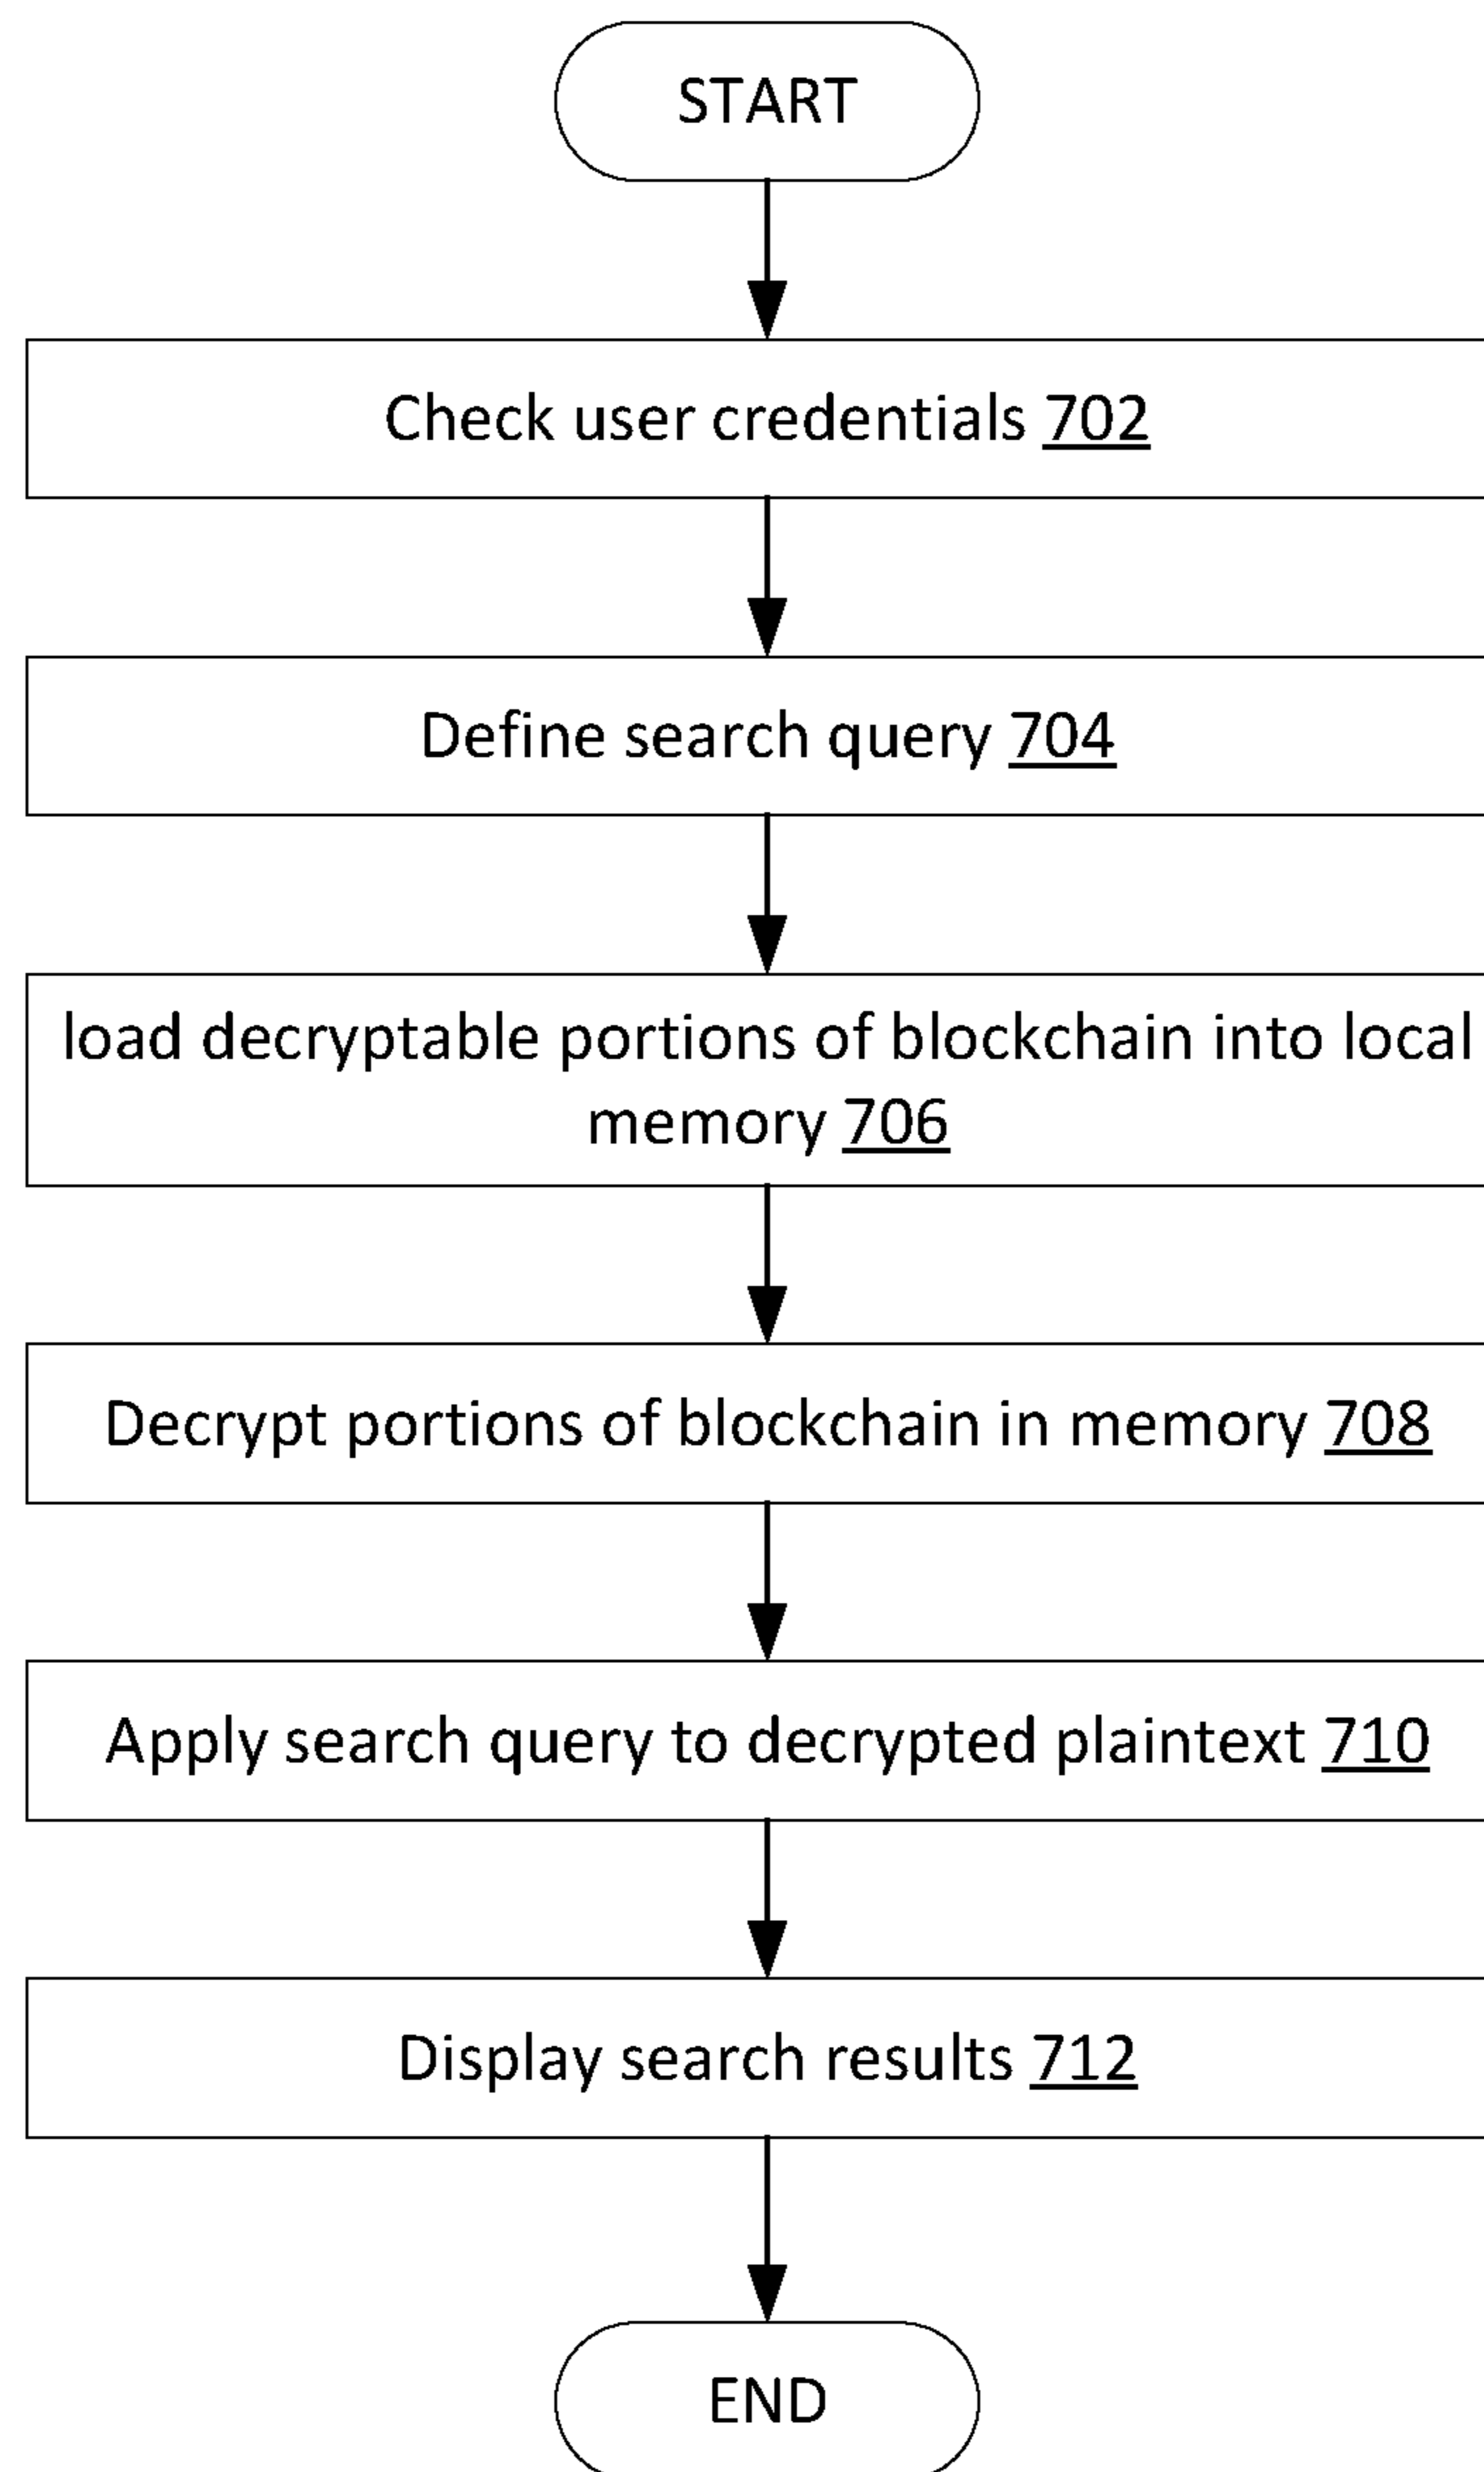 START
Check user credentials 702
Define search query 704
load decryptable portions of blockchain into local
memory 706
Decrypt portions of blockchain in memory 708
Apply search query to decrypted plaintext 710
Display search results 712
END